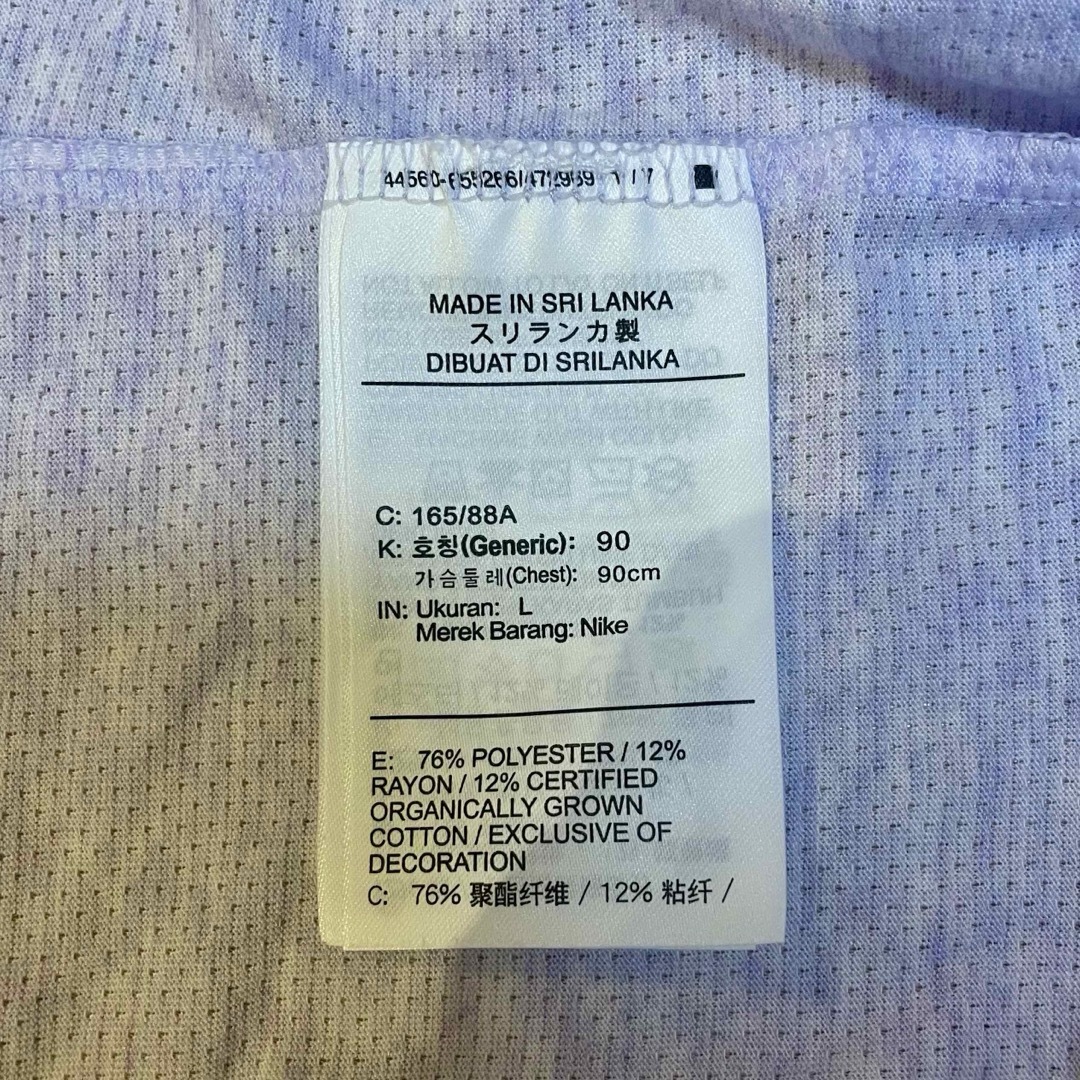 MADE IN SRI LANKA
スリランカ製
DIBUAT DI SRILANKA
C: 165/88A
K: 호칭(Generic): 90
가슴둘레(Chest): 90cm
IN: Ukuran: L
Merek Barang: Nike
E: 76% POLYESTER / 12%
RAYON / 12% CERTIFIED
ORGANICALLY GROWN
COTTON / EXCLUSIVE OF
DECORATION
C: 76% 聚酯纤维 / 12% 粘纤 /